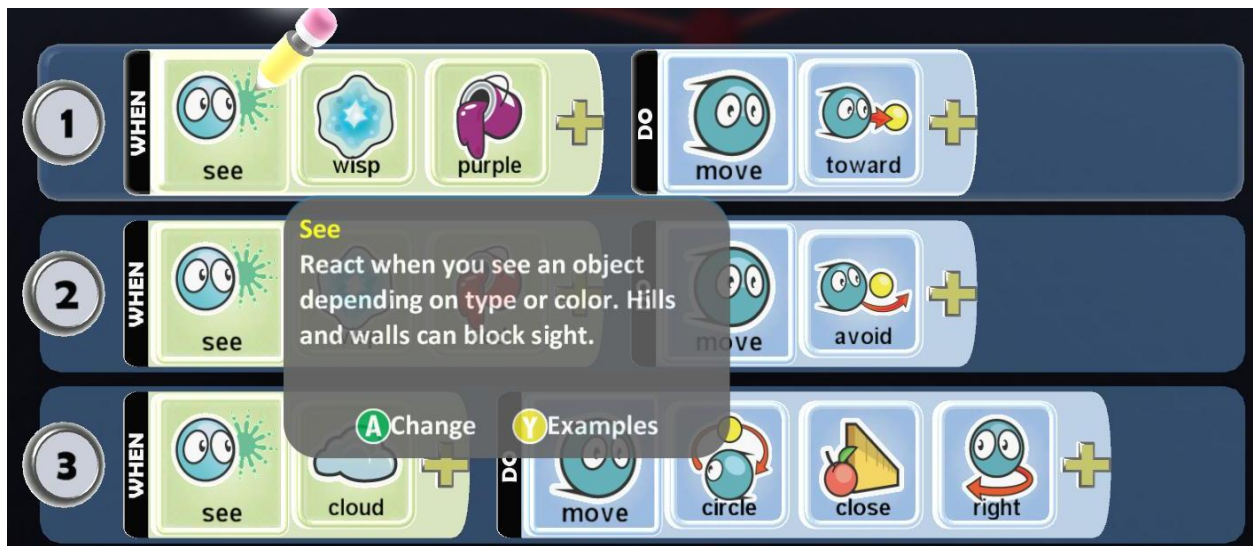 1 WHEN see wisp purple + DO move toward +
2 WHEN see wisp + DO move avoid +
See
React when you see an object
depending on type or color. Hills
and walls can block sight.
A Change Y Examples
3 WHEN see cloud + DO move circle close right +